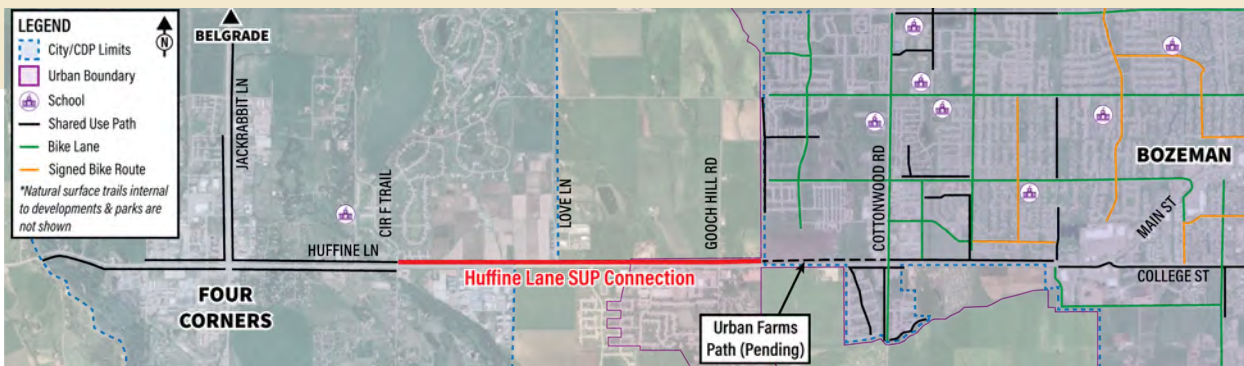 LEGEND
N
City/CDP Limits
Urban Boundary
School
Shared Use Path
Bike Lane
Signed Bike Route
*Natural surface trails internal
to developments & parks are
not shown
BELGRADE
JACKRABBIT LN
CIR F TRAIL
LOVE LN
GOOCH HILL RD
COTTONWOOD RD
BOZEMAN
MAIN ST
HUFFINE LN
Huffine Lane SUP Connection
COLLEGE ST
FOUR
CORNERS
Urban Farms
Path (Pending)